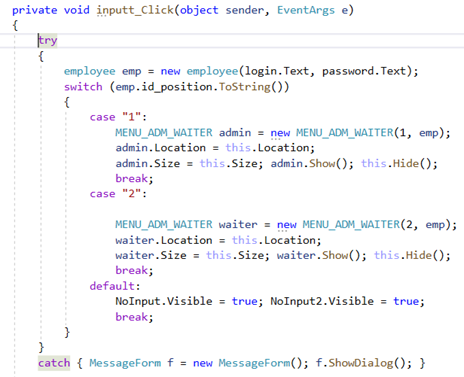 private void inputt_Click(object sender, EventArgs e)
{
try
{
employee emp = new employee(login.Text, password.Text);
switch (emp.id_position.ToString())
{
case "1":
MENU_ADM_WAITER admin = new MENU_ADM_WAITER(1, emp);
admin.Location = this.Location;
admin.Size = this.Size; admin.Show(); this.Hide();
break;
case "2":
MENU_ADM_WAITER waiter = new MENU_ADM_WAITER(2, emp);
waiter.Location = this.Location;
waiter.Size = this.Size; waiter.Show(); this.Hide();
break;
default:
NoInput.Visible = true; NoInput2.Visible = true;
break;
}
}
catch { MessageForm f = new MessageForm(); f.ShowDialog(); }